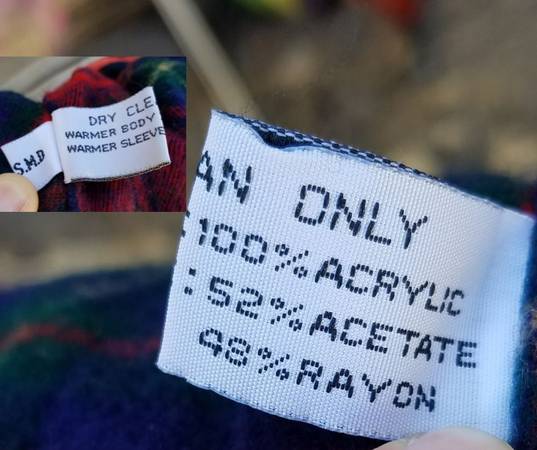 DRY CLE
WARMER BODY
WARMER SLEEVE
S.M.D
AN ONLY
:100%ACRYLIC
:52%ACETATE
48%RAYON